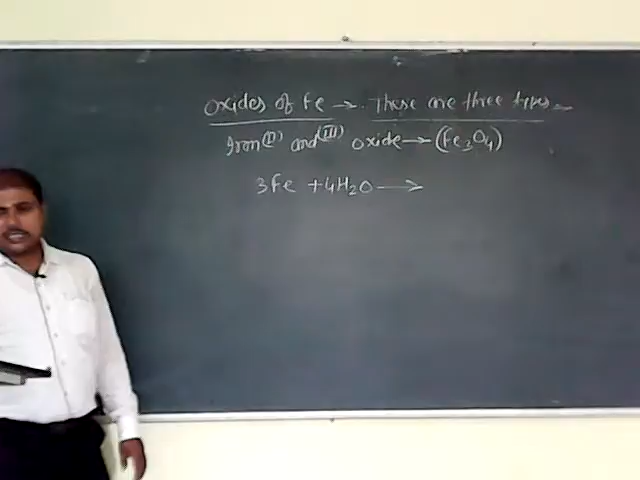 Oxides of Fe → These are three types
Iron (II) and (III) oxide → (Fe₃O₄)
3Fe + 4H₂O →